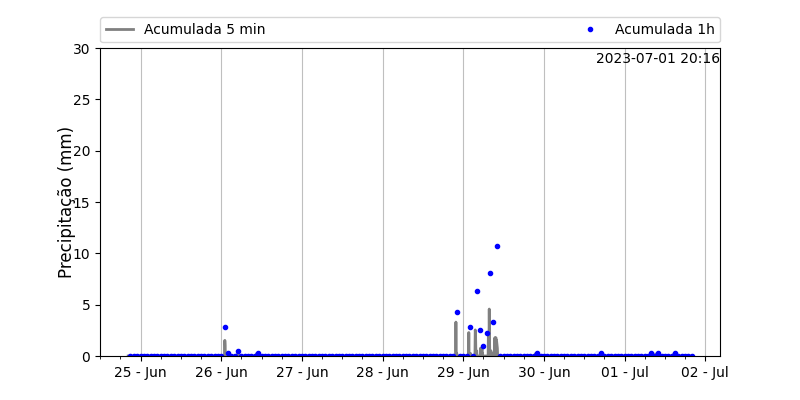 Acumulada 5 min
Acumulada 1h
2023-07-01 20:16
Precipitação (mm)
30
25
20
15
10
5
0
25 - Jun
26 - Jun
27 - Jun
28 - Jun
29 - Jun
30 - Jun
01 - Jul
02 - Jul